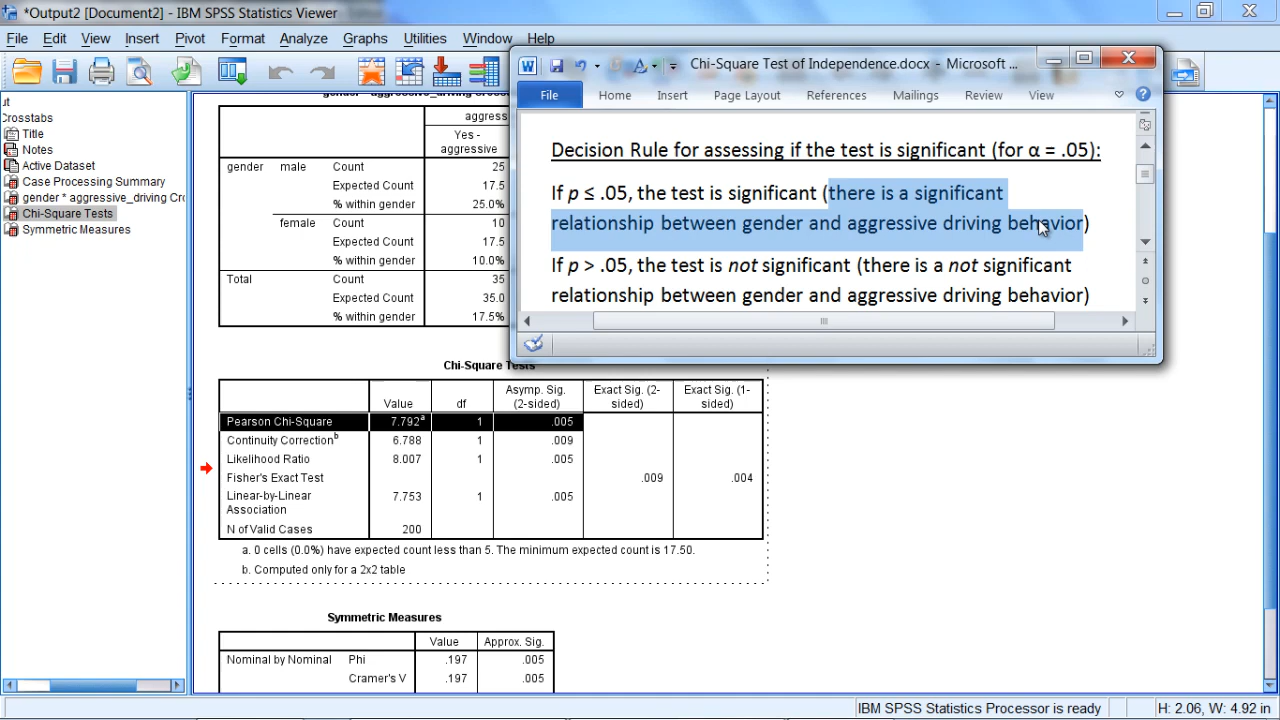 *Output2 [Document2] - IBM SPSS Statistics Viewer
File Edit View Insert Pivot Format Analyze Graphs Utilities Window Help
Chi-Square Test of Independence.docx - Microsoft ...
File Home Insert Page Layout References Mailings Review View
Decision Rule for assessing if the test is significant (for α = .05):
If p ≤ .05, the test is significant (there is a significant
relationship between gender and aggressive driving behavior)
If p > .05, the test is not significant (there is a not significant
relationship between gender and aggressive driving behavior)
ut
Crosstabs
Title
Notes
Active Dataset
Case Processing Summary
gender * aggressive_driving Cro
Chi-Square Tests
Symmetric Measures
gender * aggressive_driving Cros
aggress
Yes -
aggressive
gender male Count 25
Expected Count 17.5
% within gender 25.0%
female Count 10
Expected Count 17.5
% within gender 10.0%
Total Count 35
Expected Count 35.0
% within gender 17.5%
Chi-Square Tests
Value df Asymp. Sig. (2-sided) Exact Sig. (2-sided) Exact Sig. (1-sided)
Pearson Chi-Square 7.792a 1 .005
Continuity Correctionb 6.788 1 .009
Likelihood Ratio 8.007 1 .005
Fisher's Exact Test .009 .004
Linear-by-Linear
Association 7.753 1 .005
N of Valid Cases 200
a. 0 cells (0.0%) have expected count less than 5. The minimum expected count is 17.50.
b. Computed only for a 2x2 table
Symmetric Measures
Value Approx. Sig.
Nominal by Nominal Phi .197 .005
Cramer's V .197 .005
IBM SPSS Statistics Processor is ready H: 2.06, W: 4.92 in